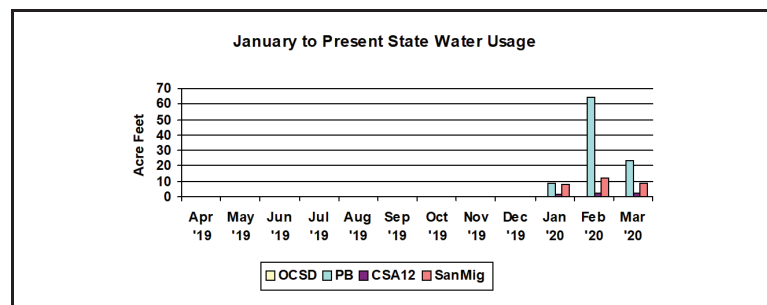 January to Present State Water Usage
Acre Feet
70
60
50
40
30
20
10
0
Apr May Jun Jul Aug Sep Oct Nov Dec Jan Feb Mar
'19 '19 '19 '19 '19 '19 '19 '19 '19 '20 '20 '20
OCSD PB CSA12 SanMig